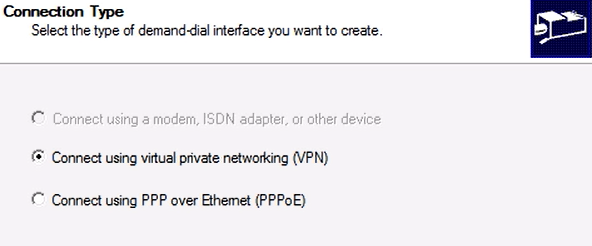 Connection Type
Select the type of demand-dial interface you want to create.
Connect using a modem, ISDN adapter, or other device
Connect using virtual private networking (VPN)
Connect using PPP over Ethernet (PPPoE)